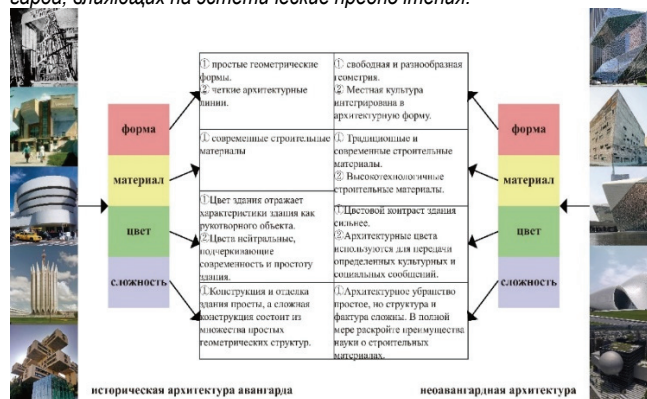 гарда, влияющих на эстетические предпочтения.
форма
материал
цвет
сложность
① простые геометрические
формы.
② четкие архитектурные
линии.
① современные строительные
материалы
①Цвет здания отражает
характеристики здания как
рукотворного объекта.
②Цвета нейтральные,
подчеркивающие
современность и простоту
здания.
①Конструкция и отделка
здания просты, а сложная
конструкция состоит из
множества простых
геометрических структур.
① свободная и разнообразная
геометрия.
② Местная культура
интегрирована в
архитектурную форму.
① Традиционные и
современные строительные
материалы.
② Высокотехнологичные
строительные материалы.
①Цветовой контраст здания
сильнее.
②Архитектурные цвета
используются для передачи
определенных культурных и
социальных сообщений.
①Архитектурное убранство
простое, но структура и
фактура сложны. В полной
мере раскройте преимущества
науки о строительных
материалах.
форма
материал
цвет
сложность
историческая архитектура авангарда
неоавангардная архитектура